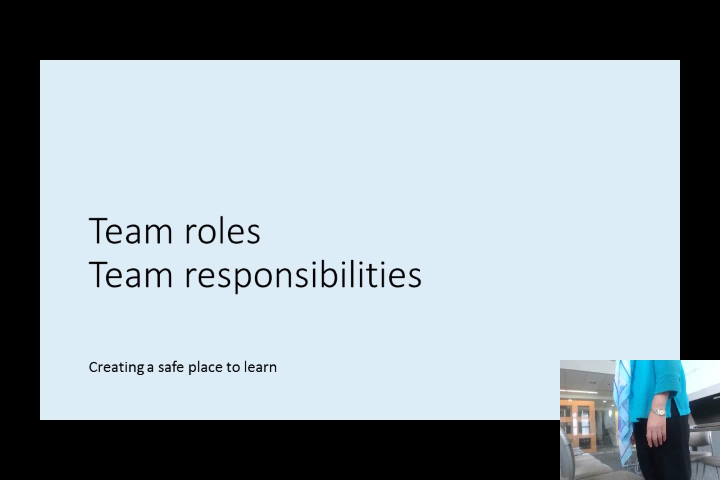 Team roles
Team responsibilities
Creating a safe place to learn